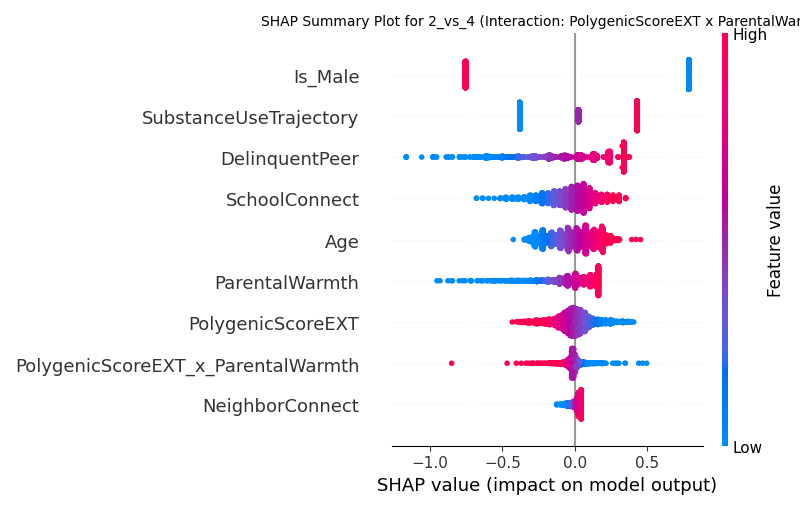 SHAP Summary Plot for 2_vs_4 (Interaction: PolygenicScoreEXT x ParentalWar
High
Is_Male
SubstanceUseTrajectory
DelinquentPeer
SchoolConnect
Age
ParentalWarmth
PolygenicScoreEXT
PolygenicScoreEXT_x_ParentalWarmth
NeighborConnect
Feature value
Low
−1.0 −0.5 0.0 0.5
SHAP value (impact on model output)